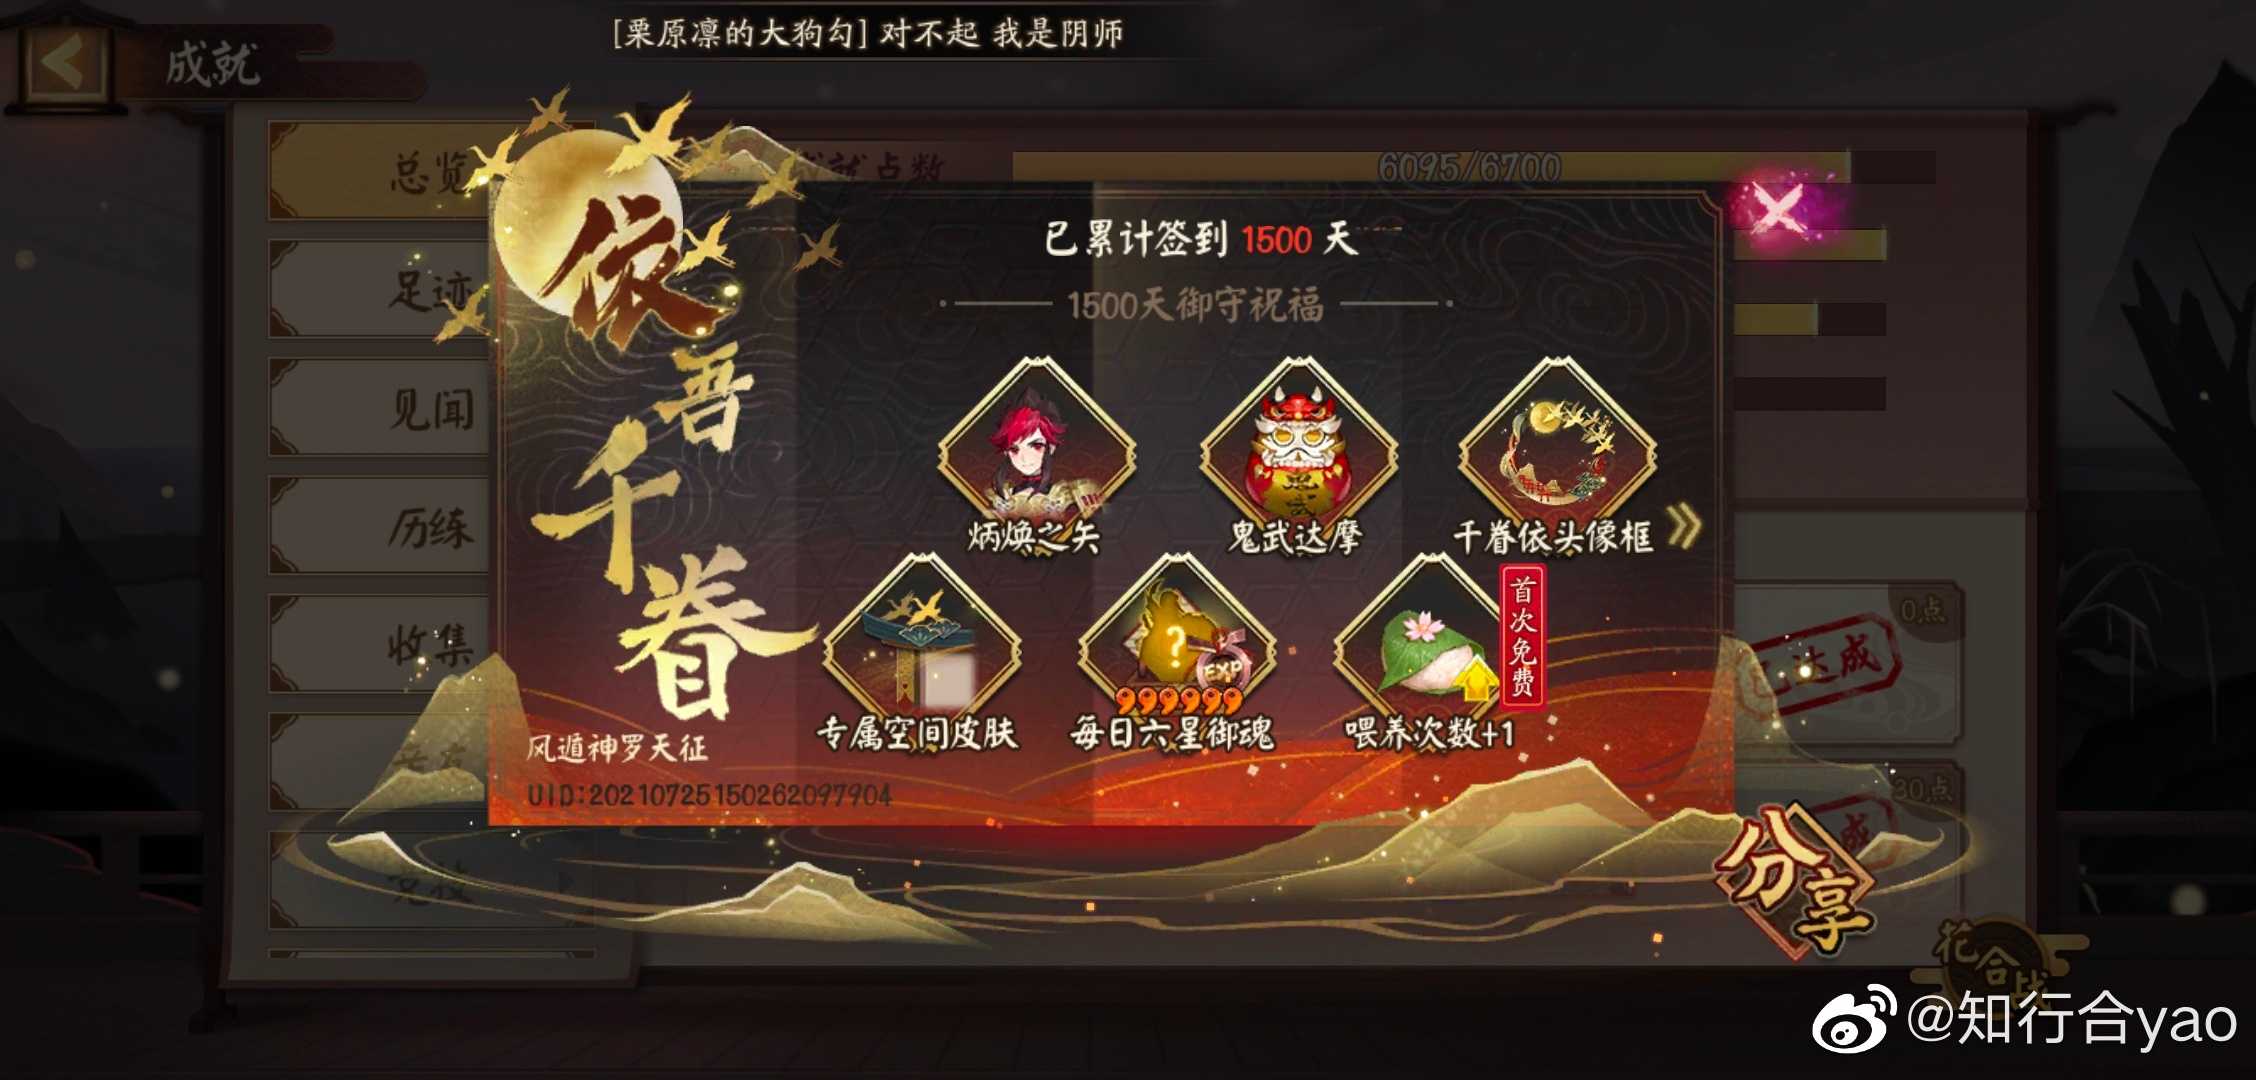 [栗原凛的大狗勾] 对不起 我是阴师
成就
总览
足迹
见闻
历练
收集
成就点数
6095/6700
依吾千眷
已累计签到 1500 天
1500天御守祝福
炳焕之矢
鬼武达摩
鬼武
千眷依头像框
专属空间皮肤
?
EXP
999999
每日六星御魂
喂养次数+1
首次免费
风遁神罗天征
UID:20210725150262097904
0点
已达成
30点
成
分享
花合战
@知行合yao